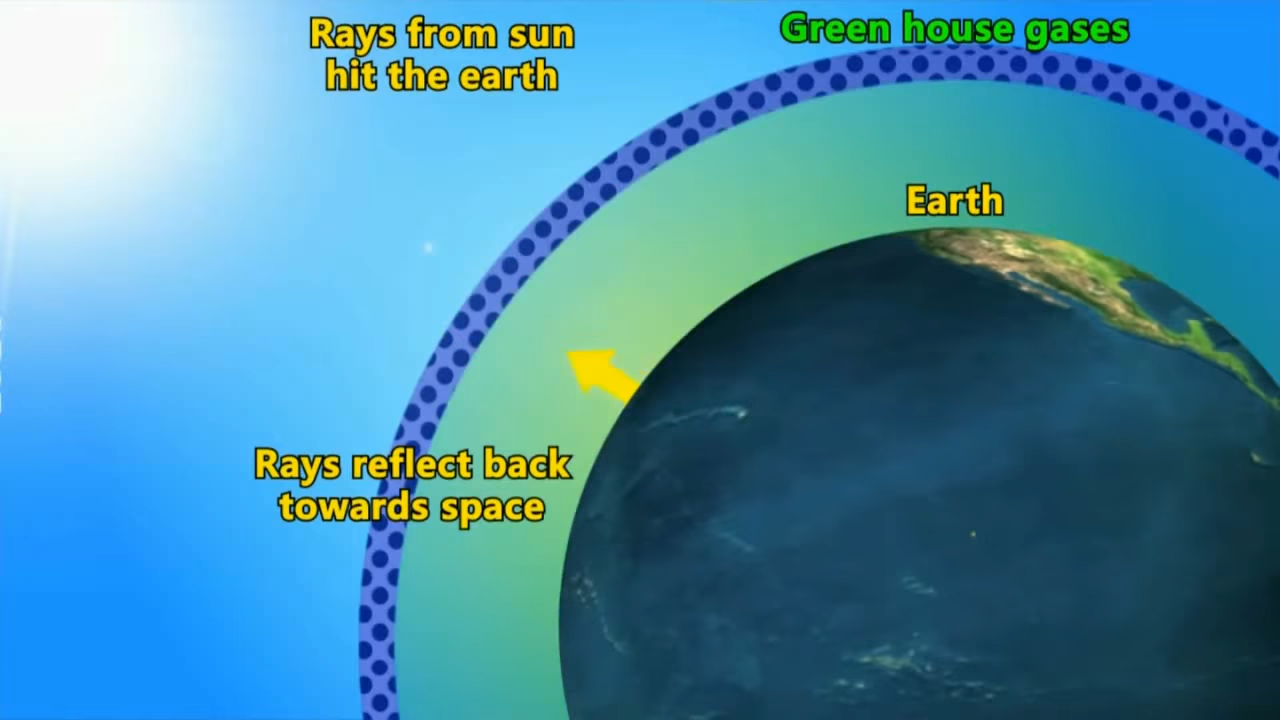 Rays from sun
hit the earth
Green house gases
Earth
Rays reflect back
towards space